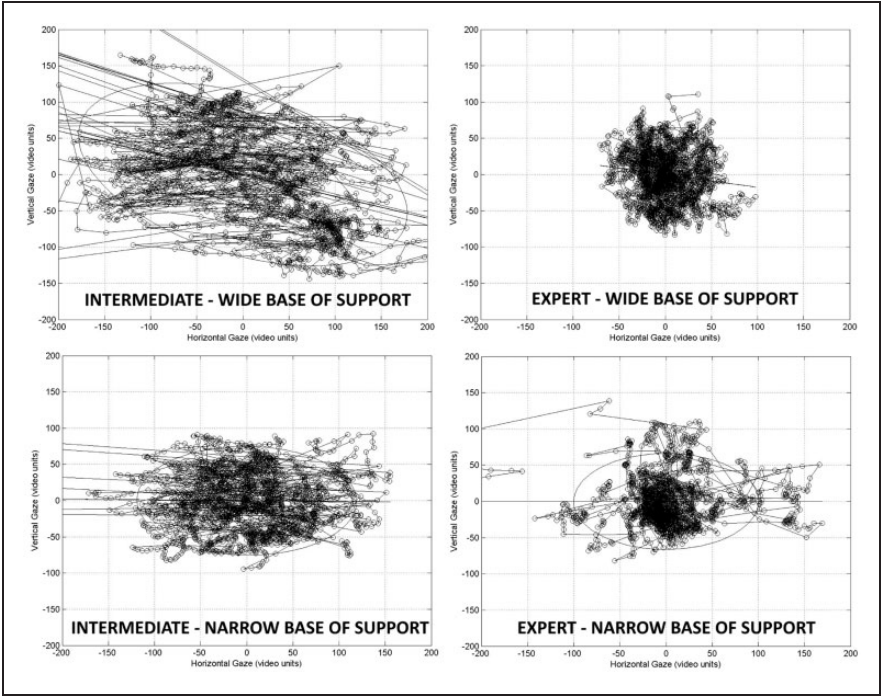 200
150
100
50
0
-50
-100
-150
-200
Vertical Gaze (video units)
INTERMEDIATE - WIDE BASE OF SUPPORT
-200 -150 -100 -50 0 50 100 150 200
Horizontal Gaze (video units)
200
150
100
50
0
-50
-100
-150
-200
Vertical Gaze (video units)
EXPERT - WIDE BASE OF SUPPORT
-200 -150 -100 -50 0 50 100 150 200
Horizontal Gaze (video units)
200
150
100
50
0
-50
-100
-150
-200
Vertical Gaze (video units)
INTERMEDIATE - NARROW BASE OF SUPPORT
-200 -150 -100 -50 0 50 100 150 200
Horizontal Gaze (video units)
200
150
100
50
0
-50
-100
-150
-200
Vertical Gaze (video units)
EXPERT - NARROW BASE OF SUPPORT
-200 -150 -100 -50 0 50 100 150 200
Horizontal Gaze (video units)